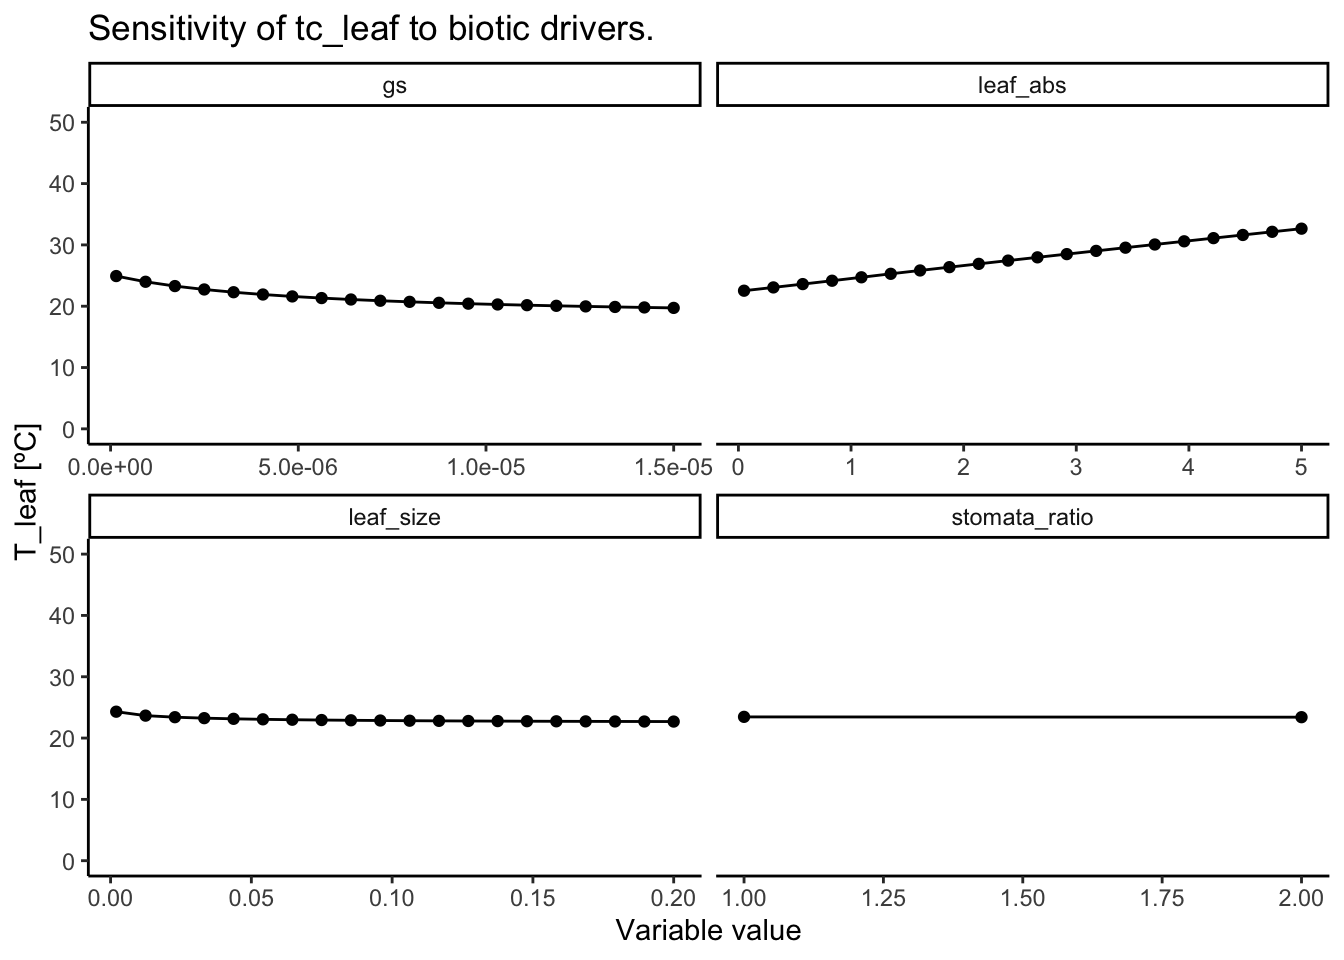 Sensitivity of tc_leaf to biotic drivers.
gs
leaf_abs
50
40
30
20
10
0
0.0e+00 5.0e-06 1.0e-05 1.5e-05
0 1 2 3 4 5
T_leaf [ºC]
leaf_size
stomata_ratio
50
40
30
20
10
0
0.00 0.05 0.10 0.15 0.20
1.00 1.25 1.50 1.75 2.00
Variable value